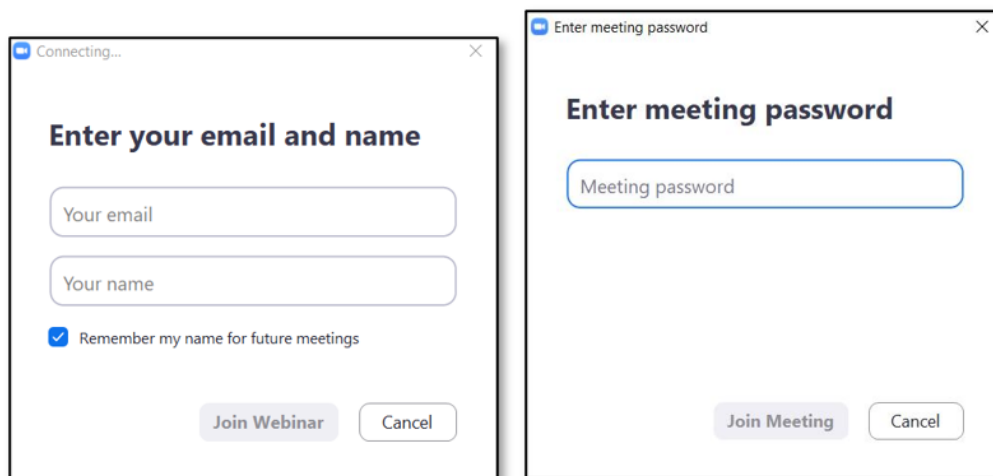 Connecting...
Enter your email and name
Your email
Your name
Remember my name for future meetings
Join Webinar
Cancel
Enter meeting password
Enter meeting password
Meeting password
Join Meeting
Cancel